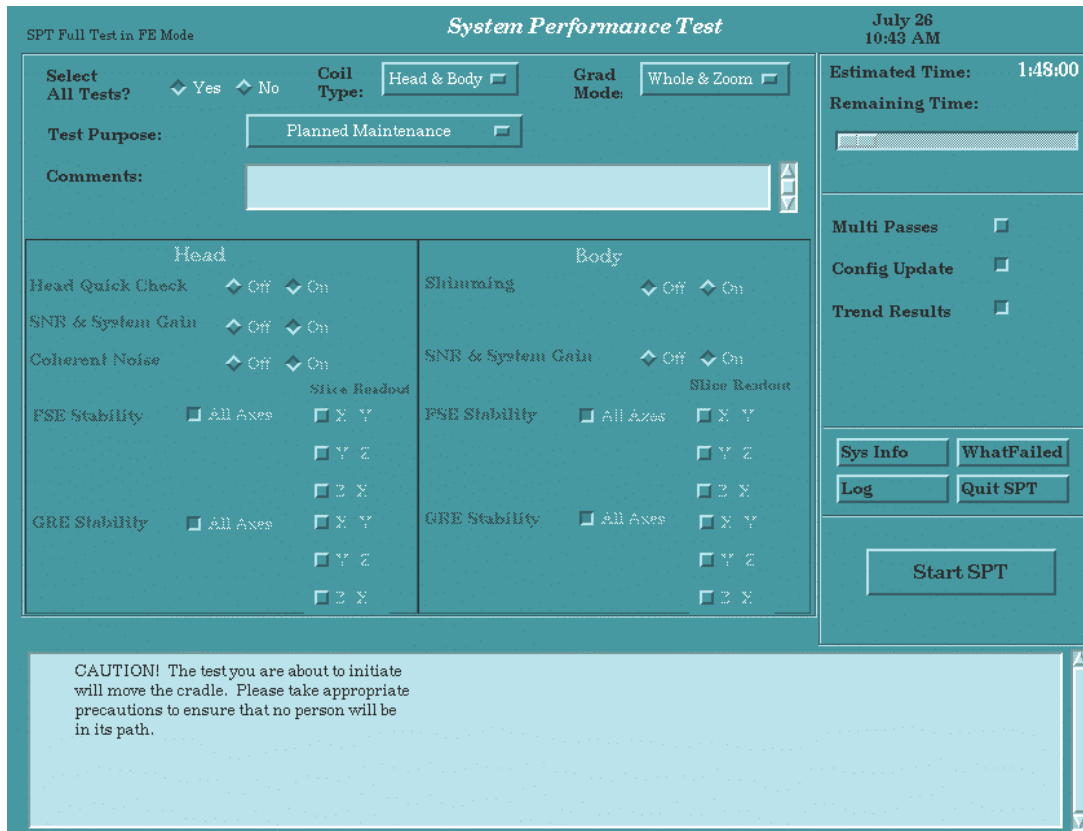 SPT Full Test in FE Mode
System Performance Test
July 26
10:43 AM
Select
All Tests?
Yes
No
Coil
Type:
Head & Body
Grad
Mode:
Whole & Zoom
Test Purpose:
Planned Maintenance
Comments:
Estimated Time:
1:48:00
Remaining Time:
Multi Passes
Config Update
Trend Results
Head
Head Quick Check
Off
On
SNR & System Gain
Off
On
Coherent Noise
Off
On
Slice Readout
FSE Stability
All Axes
X Y
Y Z
Z X
GRE Stability
All Axes
X Y
Y Z
Z X
Body
Shimming
Off
On
SNR & System Gain
Off
On
Slice Readout
FSE Stability
All Axes
X Y
Y Z
Z X
GRE Stability
All Axes
X Y
Y Z
Z X
Sys Info
WhatFailed
Log
Quit SPT
Start SPT
CAUTION! The test you are about to initiate
will move the cradle. Please take appropriate
precautions to ensure that no person will be
in its path.